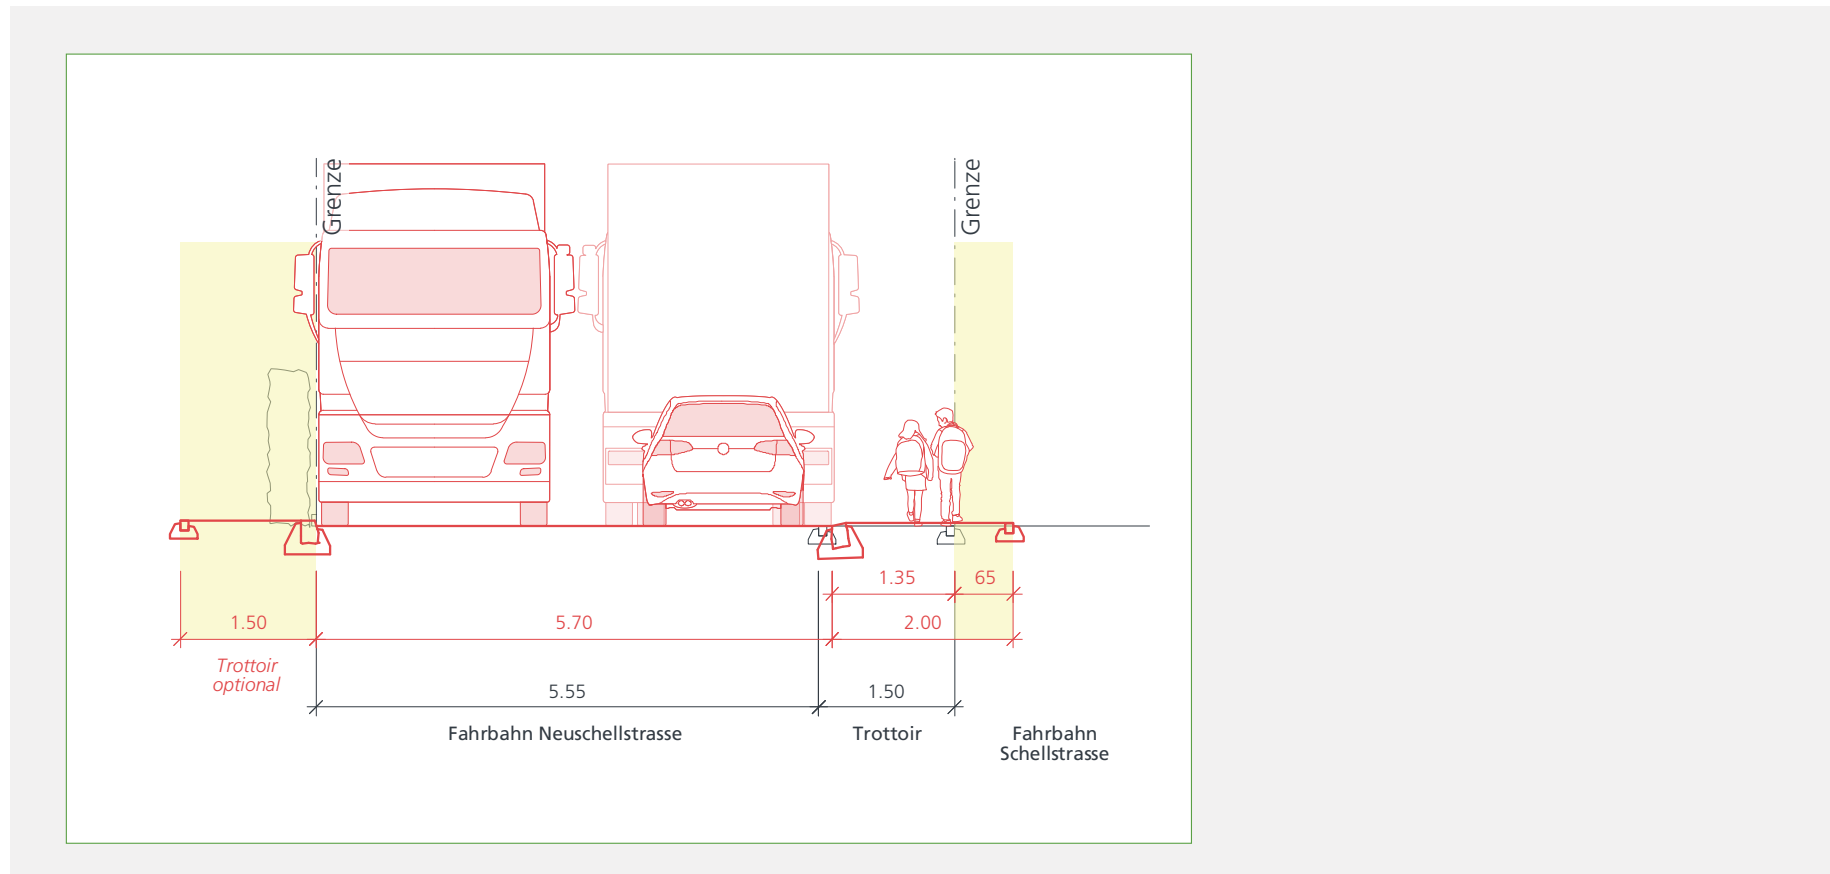 Grenze
Grenze
1.35
65
1.50
5.70
2.00
Trottoir
optional
5.55
1.50
Fahrbahn Neuschellstrasse
Trottoir
Fahrbahn
Schellstrasse